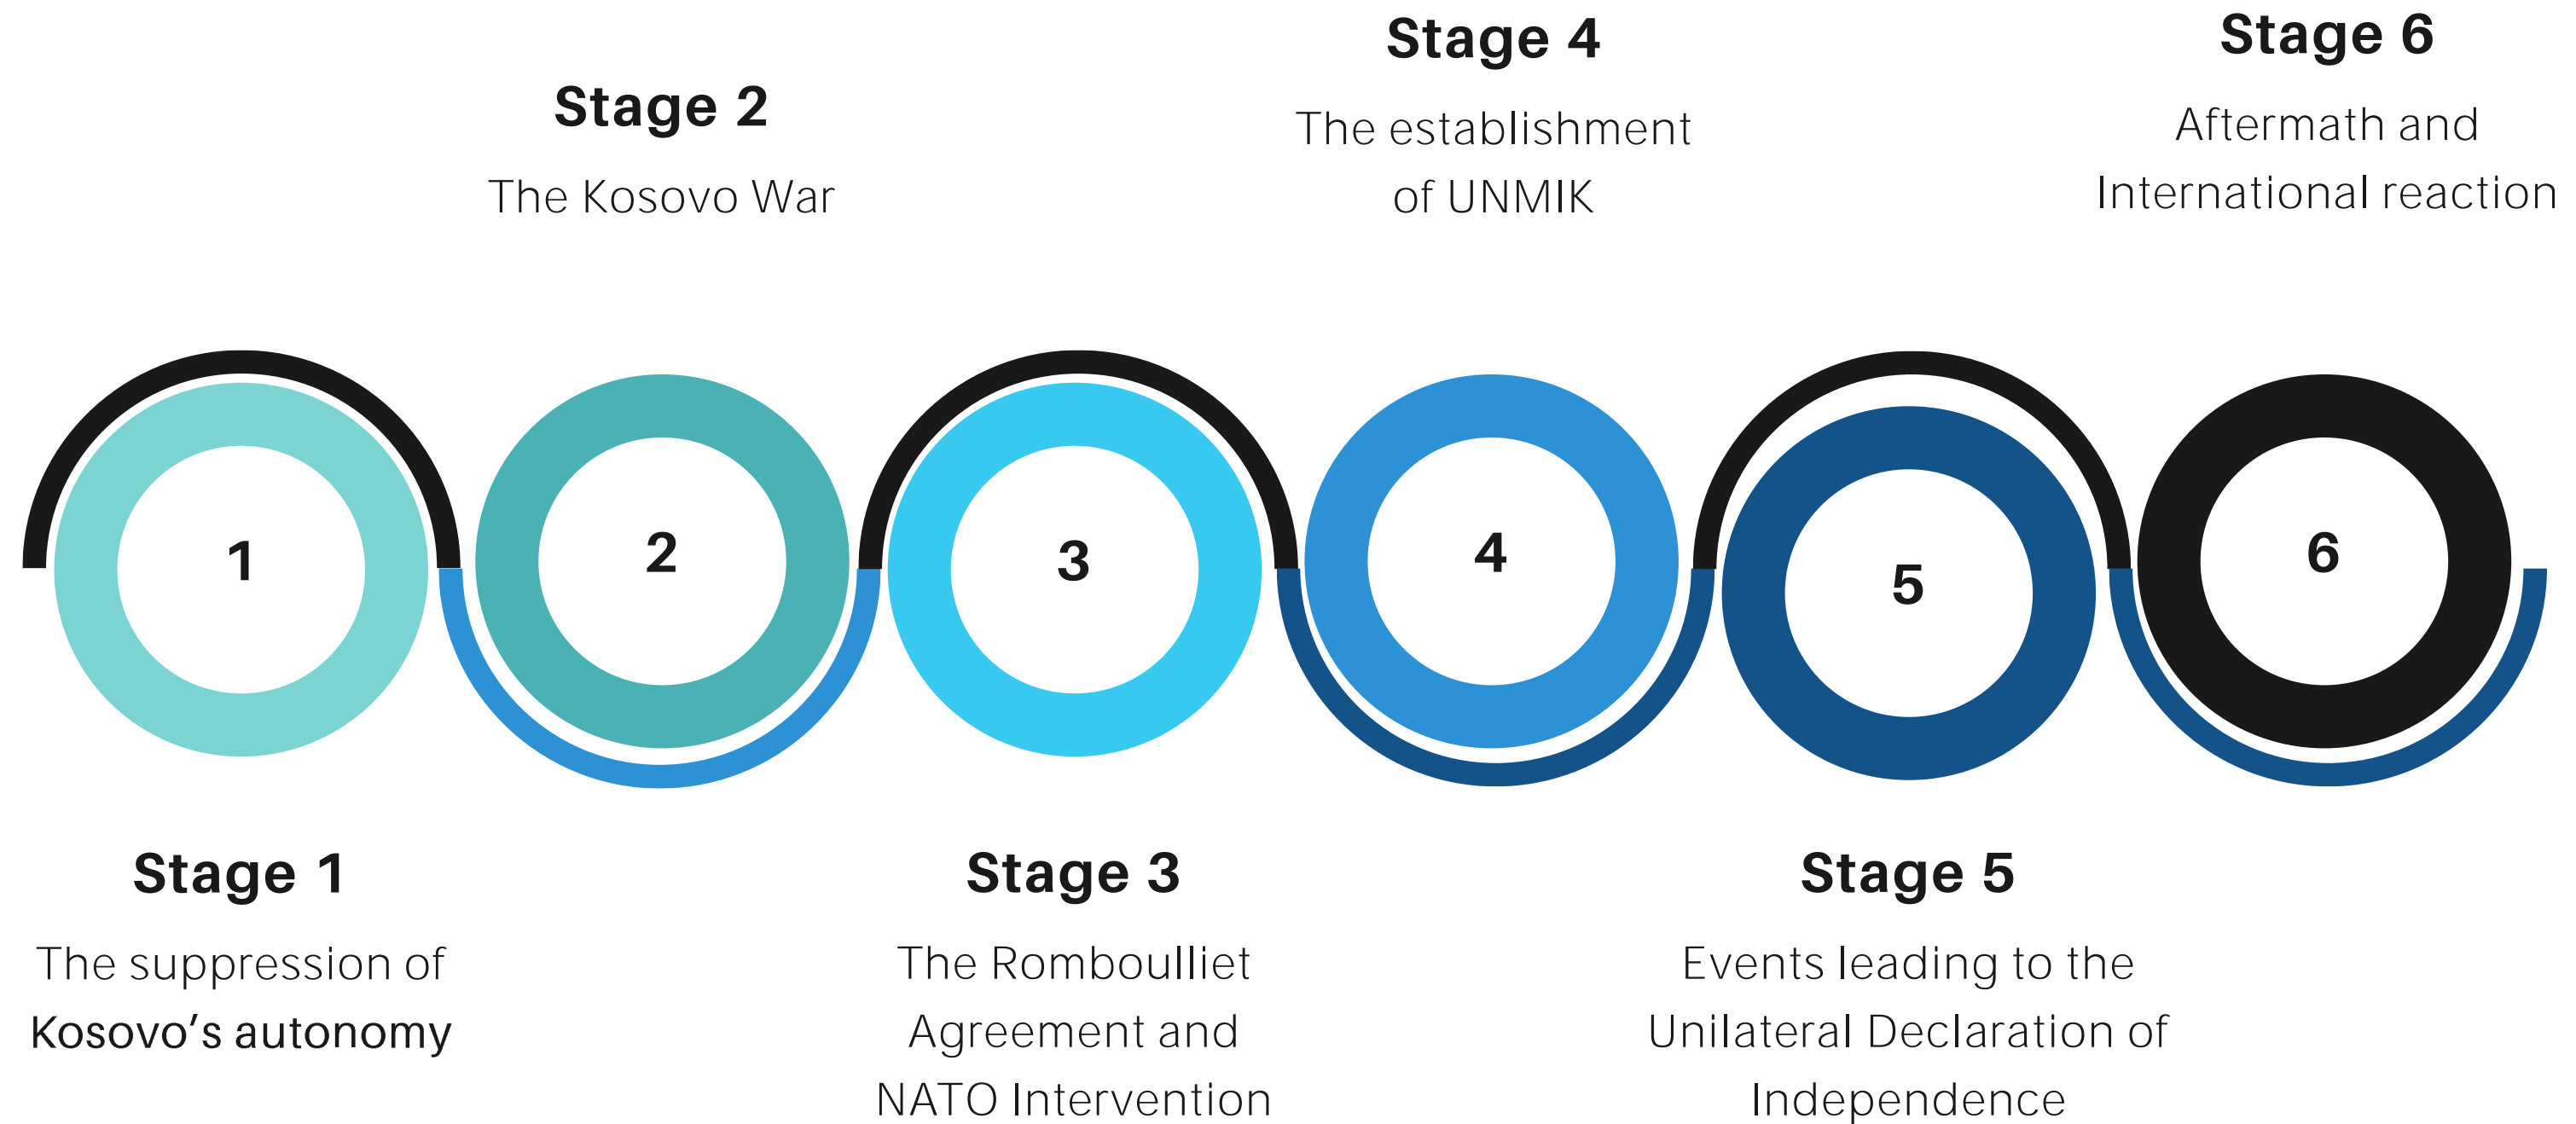 Stage 4
Stage 6
Stage 2
The establishment
of UNMIK
Aftermath and
International reaction
The Kosovo War
1
2
3
4
5
6
Stage 1
Stage 3
Stage 5
The suppression of
Kosovo's autonomy
The Romboulliet
Agreement and
NATO Intervention
Events leading to the
Unilateral Declaration of
Independence